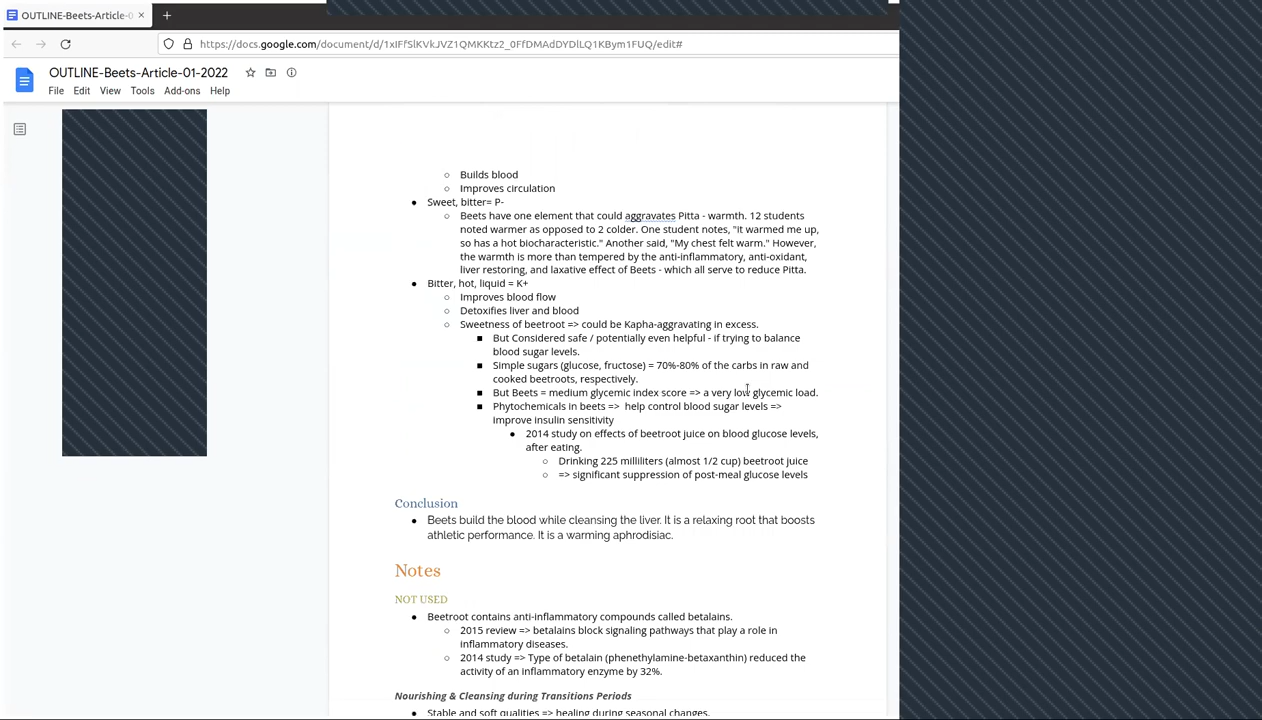 OUTLINE-Beets-Article-0
https://docs.google.com/document/d/1xIFfSlKVkJVZ1QMKKtz2_0FfDMAdDYDlLQ1KBym1FUQ/edit#
OUTLINE-Beets-Article-01-2022
File Edit View Tools Add-ons Help
○ Builds blood
○ Improves circulation
● Sweet, bitter= P-
○ Beets have one element that could aggravates Pitta - warmth. 12 students
noted warmer as opposed to 2 colder. One student notes, "it warmed me up,
so has a hot biocharacteristic." Another said, "My chest felt warm." However,
the warmth is more than tempered by the anti-inflammatory, anti-oxidant,
liver restoring, and laxative effect of Beets - which all serve to reduce Pitta.
● Bitter, hot, liquid = K+
○ Improves blood flow
○ Detoxifies liver and blood
○ Sweetness of beetroot => could be Kapha-aggravating in excess.
■ But Considered safe / potentially even helpful - if trying to balance
blood sugar levels.
■ Simple sugars (glucose, fructose) = 70%-80% of the carbs in raw and
cooked beetroots, respectively.
■ But Beets = medium glycemic index score => a very low glycemic load.
■ Phytochemicals in beets => help control blood sugar levels =>
improve insulin sensitivity
● 2014 study on effects of beetroot juice on blood glucose levels,
after eating.
○ Drinking 225 milliliters (almost 1/2 cup) beetroot juice
○ => significant suppression of post-meal glucose levels
Conclusion
● Beets build the blood while cleansing the liver. It is a relaxing root that boosts
athletic performance. It is a warming aphrodisiac.
Notes
NOT USED
● Beetroot contains anti-inflammatory compounds called betalains.
○ 2015 review => betalains block signaling pathways that play a role in
inflammatory diseases.
○ 2014 study => Type of betalain (phenethylamine-betaxanthin) reduced the
activity of an inflammatory enzyme by 32%.
Nourishing & Cleansing during Transitions Periods
● Stable and soft qualities => healing during seasonal changes.